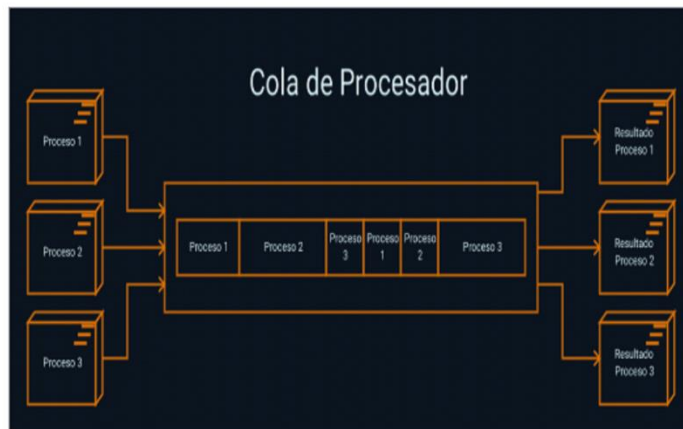 Cola de Procesador
Proceso 1
Proceso 2
Proceso 3
Proceso 1
Proceso 2
Proceso
3
Proceso
1
Proceso
2
Proceso 3
Resultado
Proceso 1
Resultado
Proceso 2
Resultado
Proceso 3